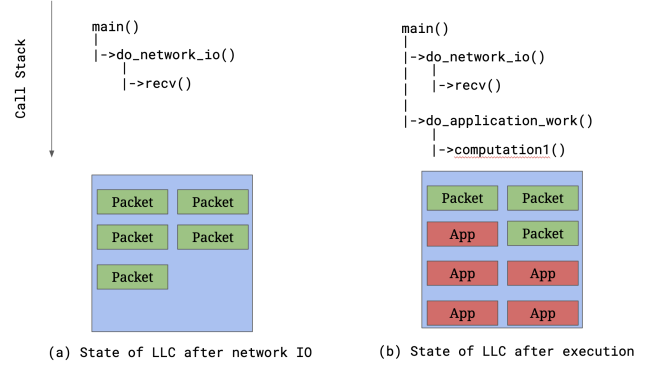 Call Stack
main()
|
|->do_network_io()
|
|->recv()
Packet Packet
Packet Packet
Packet
(a) State of LLC after network IO
main()
|
|->do_network_io()
| |
| |->recv()
|
|
|->do_application_work()
|
|->computation1()
Packet Packet
App Packet
App App
App App
(b) State of LLC after execution